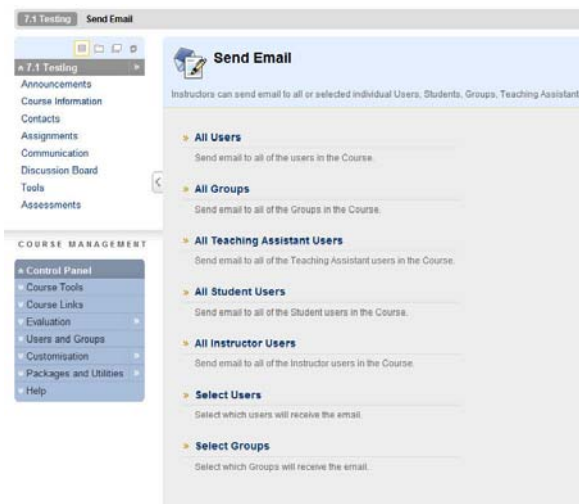 7.1 Testing Send Email
7.1 Testing
Announcements
Course Information
Contacts
Assignments
Communication
Discussion Board
Tools
Assessments
COURSE MANAGEMENT
Control Panel
Course Tools
Course Links
Evaluation
Users and Groups
Customisation
Packages and Utilities
Help
Send Email
Instructors can send email to all or selected individual Users, Students, Groups, Teaching Assistant
All Users
Send email to all of the users in the Course.
All Groups
Send email to all of the Groups in the Course.
All Teaching Assistant Users
Send email to all of the Teaching Assistant users in the Course.
All Student Users
Send email to all of the Student users in the Course.
All Instructor Users
Send email to all of the Instructor users in the Course.
Select Users
Select which users will receive the email.
Select Groups
Select which Groups will receive the email.